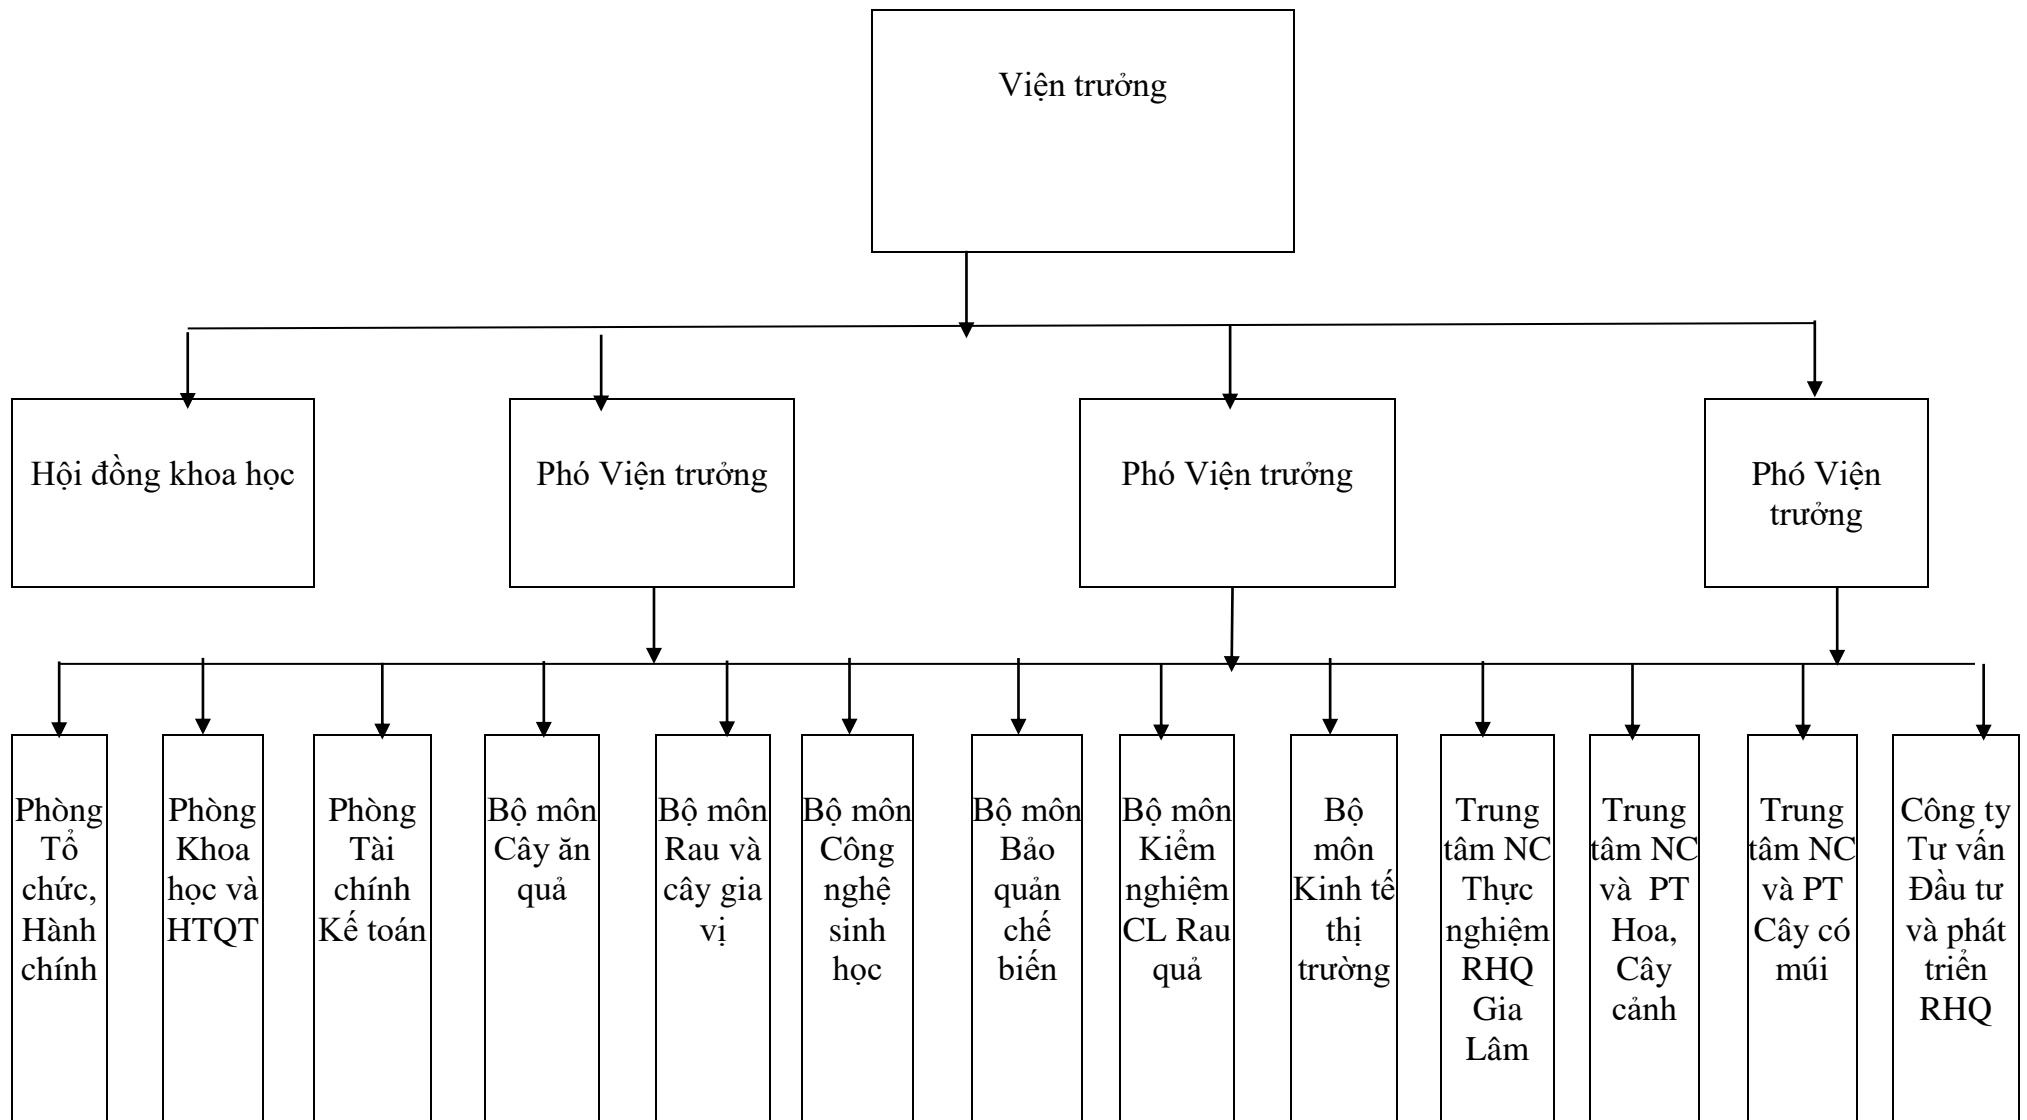 Viện trưởng
Hội đồng khoa học
Phó Viện trưởng
Phó Viện trưởng
Phó Viện
trưởng
Phòng
Tổ
chức,
Hành
chính
Phòng
Khoa
học và
HTQT
Phòng
Tài
chính
Kế toán
Bộ môn
Cây ăn
quả
Bộ môn
Rau và
cây gia
vị
Bộ môn
Công
nghệ
sinh
học
Bộ môn
Bảo
quản
chế
biến
Bộ môn
Kiểm
nghiệm
CL Rau
quả
Bộ
môn
Kinh tế
thị
trường
Trung
tâm NC
Thực
nghiệm
RHQ
Gia
Lâm
Trung
tâm NC
và PT
Hoa,
Cây
cảnh
Trung
tâm NC
và PT
Cây có
múi
Công ty
Tư vấn
Đầu tư
và phát
triển
RHQ